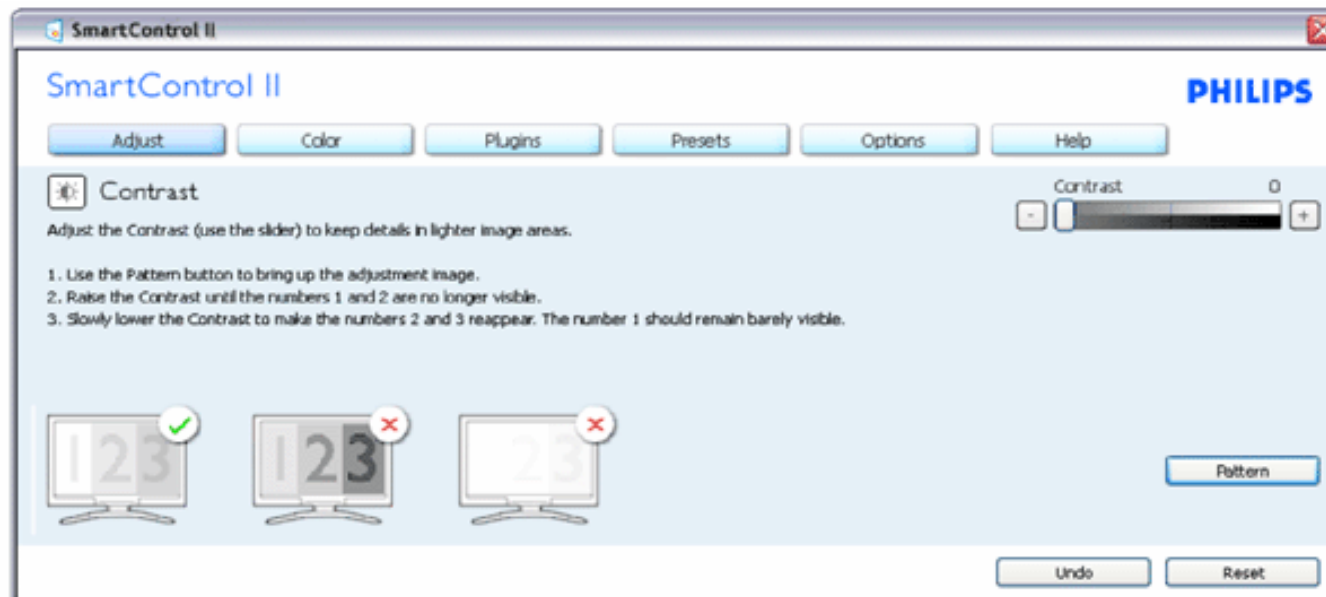 SmartControl II
SmartControl II
PHILIPS
Adjust Color Plugins Presets Options Help
Contrast
Contrast 0
Adjust the Contrast (use the slider) to keep details in lighter image areas.
- +
1. Use the Pattern button to bring up the adjustment image.
2. Raise the Contrast until the numbers 1 and 2 are no longer visible.
3. Slowly lower the Contrast to make the numbers 2 and 3 reappear. The number 1 should remain barely visible.
123 123 23
Pattern
Undo Reset